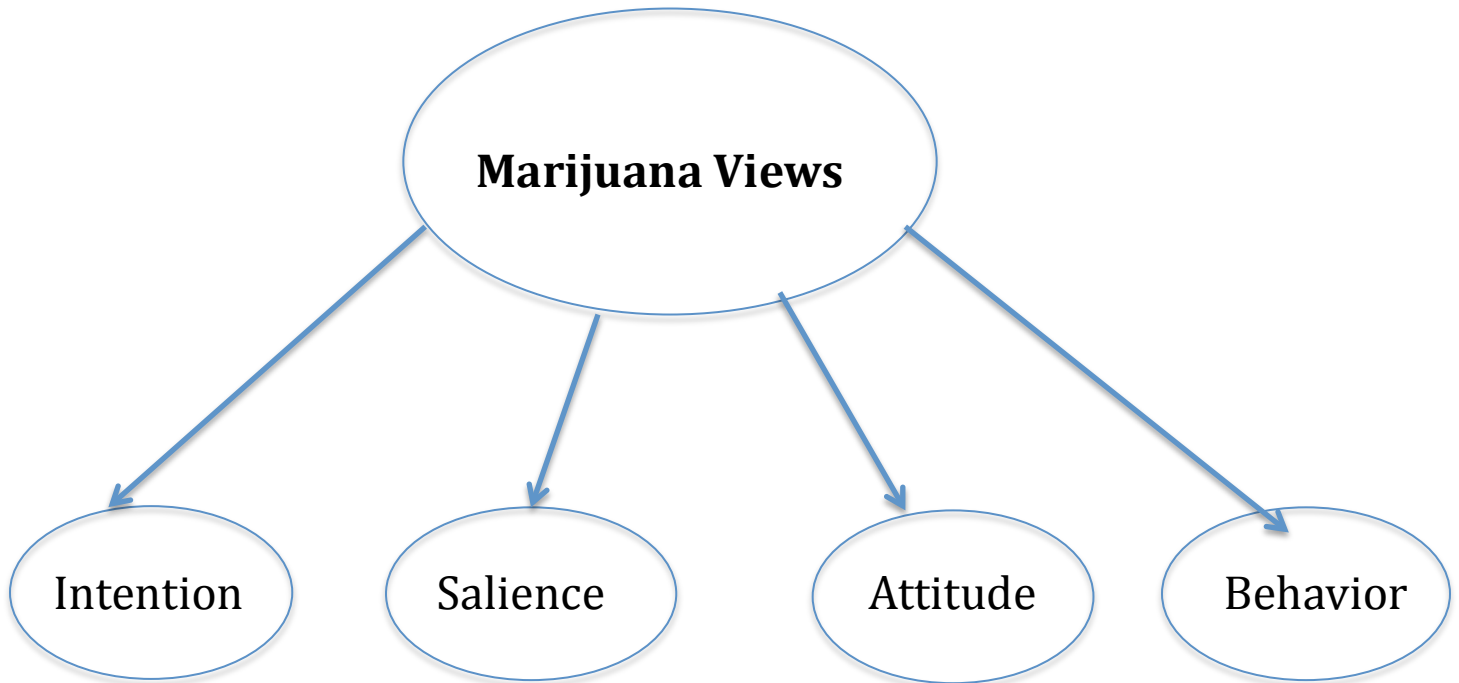 Marijuana Views
Intention
Salience
Attitude
Behavior